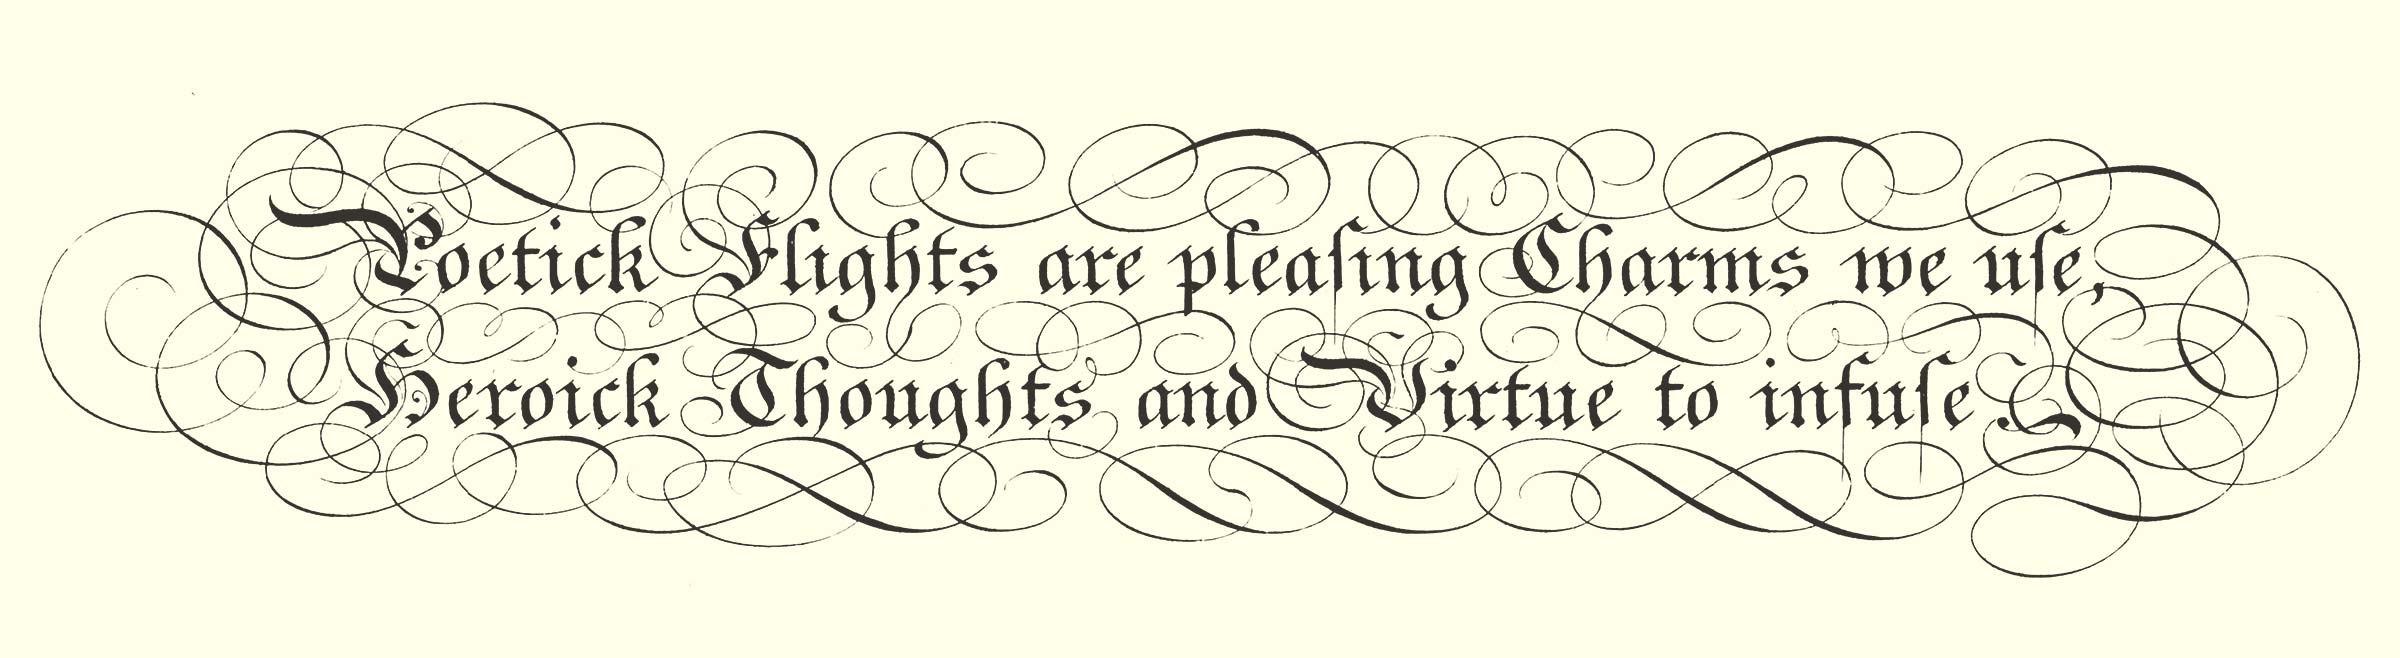 Poetick Flights are pleaſing Charms we uſe,
Heroick Thoughts and Virtue to infuſe